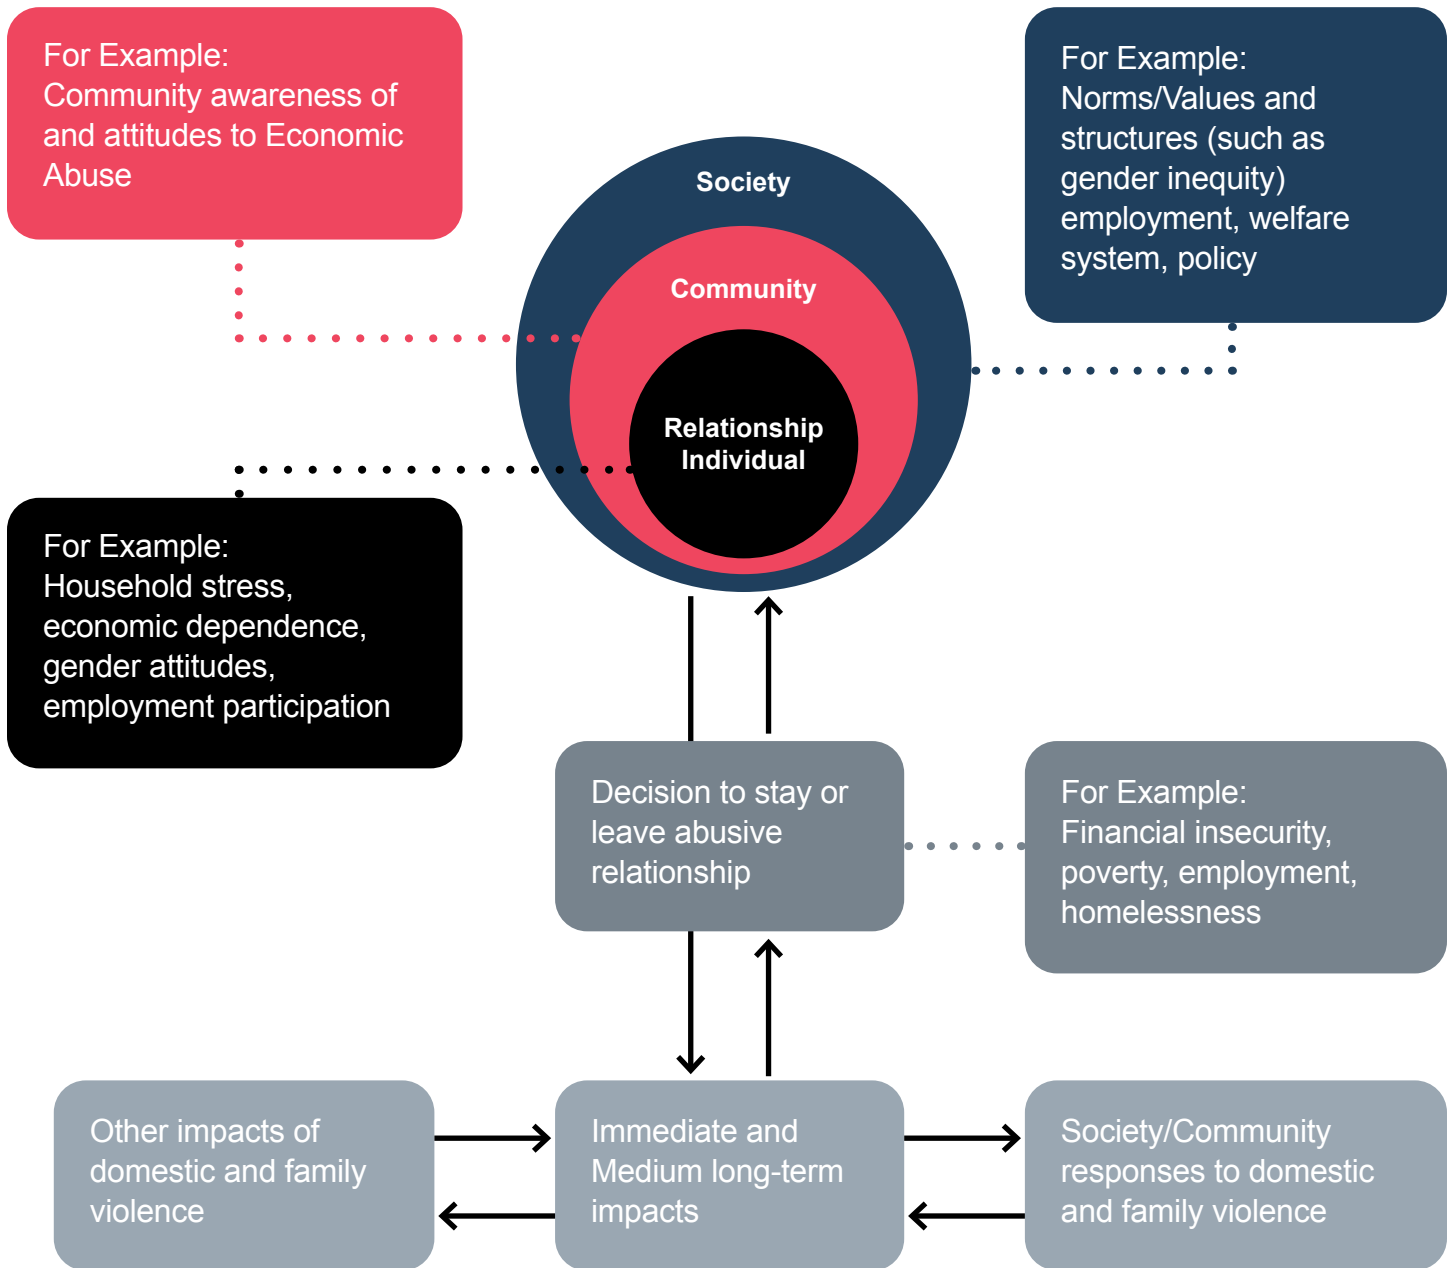 For Example:
Community awareness of
and attitudes to Economic
Abuse
For Example:
Norms/Values and
structures (such as
gender inequity)
employment, welfare
system, policy
Society
Community
Relationship
Individual
For Example:
Household stress,
economic dependence,
gender attitudes,
employment participation
Decision to stay or
leave abusive
relationship
For Example:
Financial insecurity,
poverty, employment,
homelessness
Other impacts of
domestic and family
violence
Immediate and
Medium long-term
impacts
Society/Community
responses to domestic
and family violence